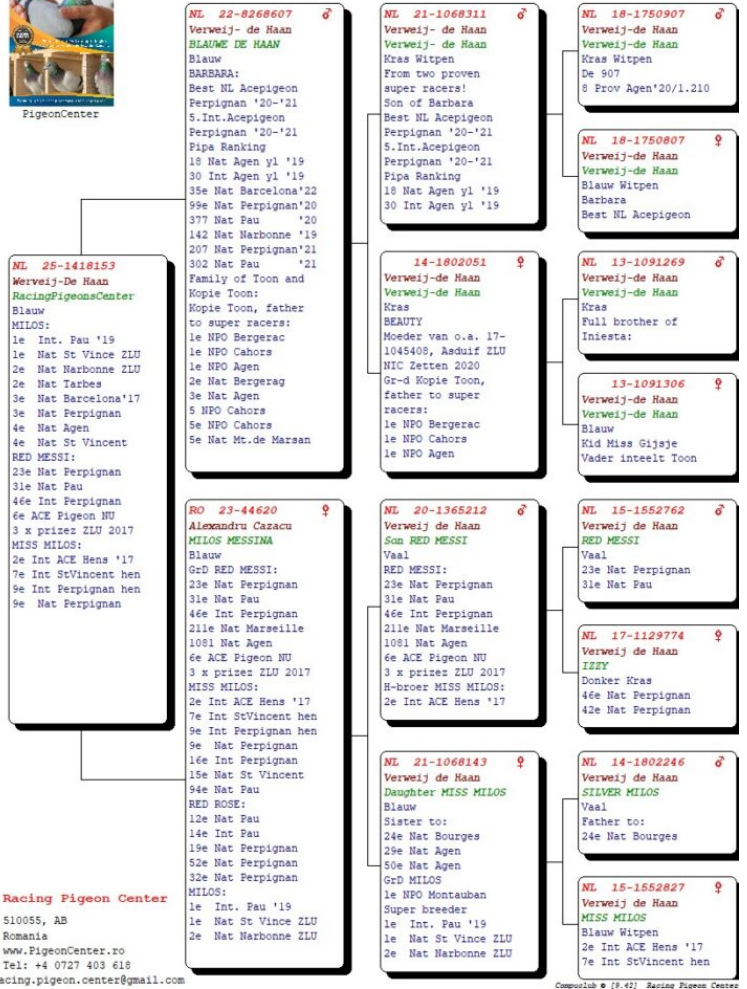 PigeonCenter
NL 25-1418153
Werveij-De Haan
RacingPigeonsCenter
Blauw
MILOS:
1e Int. Pau '19
1e Nat St Vince ZLU
2e Nat Narbonne ZLU
2e Nat Tarbes
3e Nat Barcelona'17
3e Nat Perpignan
4e Nat Agen
4e Nat St Vincent
RED MESSI:
23e Nat Perpignan
31e Nat Pau
46e Int Perpignan
6e ACE Pigeon NU
3 x prizez ZLU 2017
MISS MILOS:
2e Int ACE Hens '17
7e Int StVincent hen
9e Int Perpignan hen
9e Nat Perpignan
NL 22-8268607 ♂
Verweij- de Haan
BLAUWE DE HAAN
Blauw
BARBARA:
Best NL Acepigeon
Perpignan '20-'21
5.Int.Acepigeon
Perpignan '20-'21
Pipa Ranking
18 Nat Agen yl '19
30 Int Agen yl '19
35e Nat Barcelona'22
99e Nat Perpignan'20
377 Nat Pau '20
142 Nat Narbonne '19
207 Nat Perpignan'21
302 Nat Pau '21
Family of Toon and
Kopie Toon:
Kopie Toon, father
to super racers:
1e NPO Bergerac
1e NPO Cahors
1e NPO Agen
2e Nat Bergerag
3e Nat Agen
5 NPO Cahors
5e NPO Cahors
5e Nat Mt.de Marsan
RO 23-44620 ♀
Alexandru Cazacu
MILOS MESSINA
Blauw
GrD RED MESSI:
23e Nat Perpignan
31e Nat Pau
46e Int Perpignan
211e Nat Marseille
1081 Nat Agen
6e ACE Pigeon NU
3 x prizez ZLU 2017
MISS MILOS:
2e Int ACE Hens '17
7e Int StVincent hen
9e Int Perpignan hen
9e Nat Perpignan
16e Int Perpignan
15e Nat St Vincent
94e Nat Pau
RED ROSE:
12e Nat Pau
14e Int Pau
19e Nat Perpignan
52e Nat Perpignan
32e Nat Perpignan
MILOS:
1e Int. Pau '19
1e Nat St Vince ZLU
2e Nat Narbonne ZLU
NL 21-1068311 ♂
Verweij- de Haan
Verweij- de Haan
Kras Witpen
From two proven
super racers!
Son of Barbara
Best NL Acepigeon
Perpignan '20-'21
5.Int.Acepigeon
Perpignan '20-'21
Pipa Ranking
18 Nat Agen yl '19
30 Int Agen yl '19
14-1802051 ♀
Verweij-de Haan
Verweij-de Haan
Kras
BEAUTY
Moeder van o.a. 17-
1045408, Asduif ZLU
NIC Zetten 2020
Gr-d Kopie Toon,
father to super
racers:
1e NPO Bergerac
1e NPO Cahors
1e NPO Agen
NL 20-1365212 ♂
Verweij de Haan
Son RED MESSI
Vaal
RED MESSI:
23e Nat Perpignan
31e Nat Pau
46e Int Perpignan
211e Nat Marseille
1081 Nat Agen
6e ACE Pigeon NU
3 x prizez ZLU 2017
H-broer MISS MILOS:
2e Int ACE Hens '17
NL 21-1068143 ♀
Verweij de Haan
Daughter MISS MILOS
Blauw
Sister to:
24e Nat Bourges
29e Nat Agen
50e Nat Agen
GrD MILOS
1e NPO Montauban
Super breeder
1e Int. Pau '19
1e Nat St Vince ZLU
2e Nat Narbonne ZLU
NL 18-1750907 ♂
Verweij-de Haan
Verweij-de Haan
Kras Witpen
De 907
8 Prov Agen'20/1.210
NL 18-1750807 ♀
Verweij-de Haan
Verweij-de Haan
Blauw Witpen
Barbara
Best NL Acepigeon
NL 13-1091269 ♂
Verweij-de Haan
Verweij-de Haan
Kras
Full brother of
Iniesta:
13-1091306 ♀
Verweij-de Haan
Verweij-de Haan
Blauw
Kid Miss Gijsje
Vader inteelt Toon
NL 15-1552762 ♂
Verweij de Haan
RED MESSI
Vaal
23e Nat Perpignan
31e Nat Pau
NL 17-1129774 ♀
Verweij de Haan
IZZY
Donker Kras
46e Nat Perpignan
42e Nat Perpignan
NL 14-1802246 ♂
Verweij de Haan
SILVER MILOS
Vaal
Father to:
24e Nat Bourges
NL 15-1552827 ♀
Verweij de Haan
MISS MILOS
Blauw Witpen
2e Int ACE Hens '17
7e Int StVincent hen
Racing Pigeon Center
510055, AB
Romania
www.PigeonCenter.ro
Tel: +4 0727 403 618
acing.pigeon.center@gmail.com
Compuclub © [9.42] Racing Pigeon Center